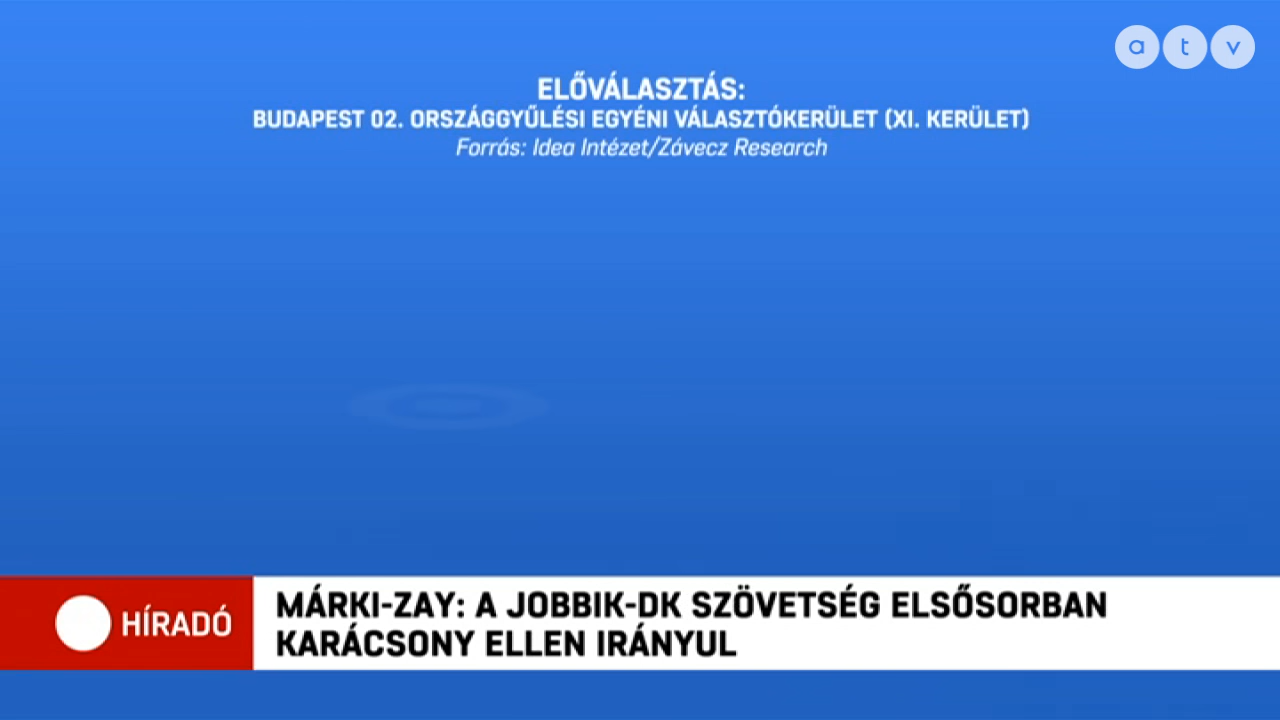 a t v
ELŐVÁLASZTÁS:
BUDAPEST 02. ORSZÁGGYŰLÉSI EGYÉNI VÁLASZTÓKERÜLET (XI. KERÜLET)
Forrás: Idea Intézet/Závecz Research
HÍRADÓ
MÁRKI-ZAY: A JOBBIK-DK SZÖVETSÉG ELSŐSORBAN
KARÁCSONY ELLEN IRÁNYUL